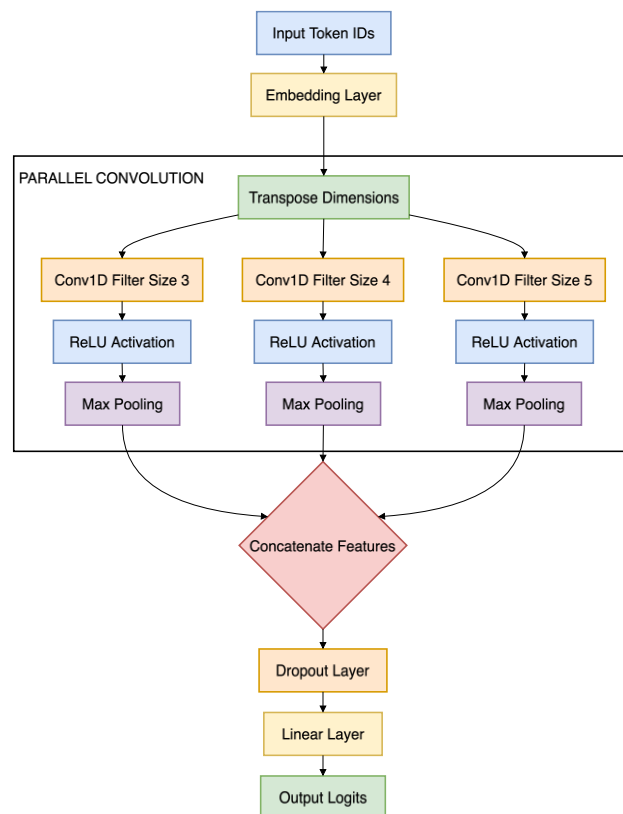 Input Token IDs
Embedding Layer
PARALLEL CONVOLUTION
Transpose Dimensions
Conv1D Filter Size 3
Conv1D Filter Size 4
Conv1D Filter Size 5
ReLU Activation
ReLU Activation
ReLU Activation
Max Pooling
Max Pooling
Max Pooling
Concatenate Features
Dropout Layer
Linear Layer
Output Logits